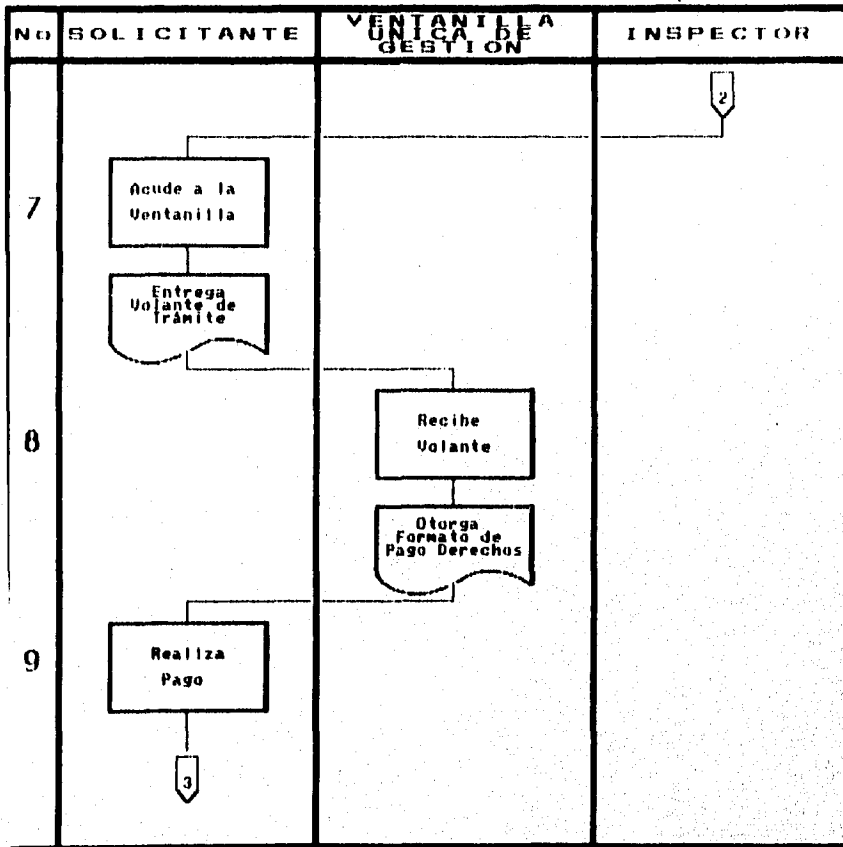 No
SOLICITANTE
VENTANILLA
UNICA DE
GESTION
INSPECTOR
2
7
Acude a la
Ventanilla
Entrega
Volante de
Trámite
8
Recibe
Volante
Otorga
Formato de
Pago Derechos
9
Realiza
Pago
3